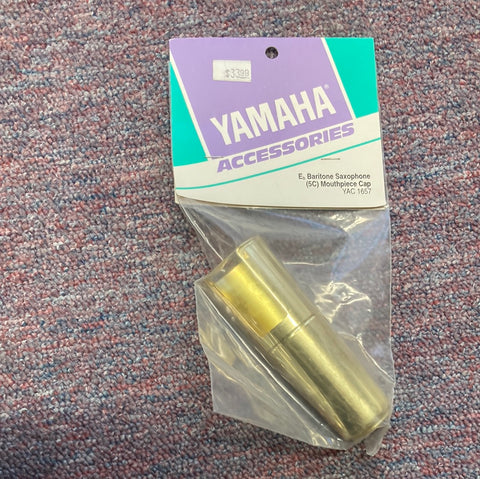 $33.99
YAMAHA
ACCESSORIES
E♭ Baritone Saxophone
(5C) Mouthpiece Cap
YAC 1657